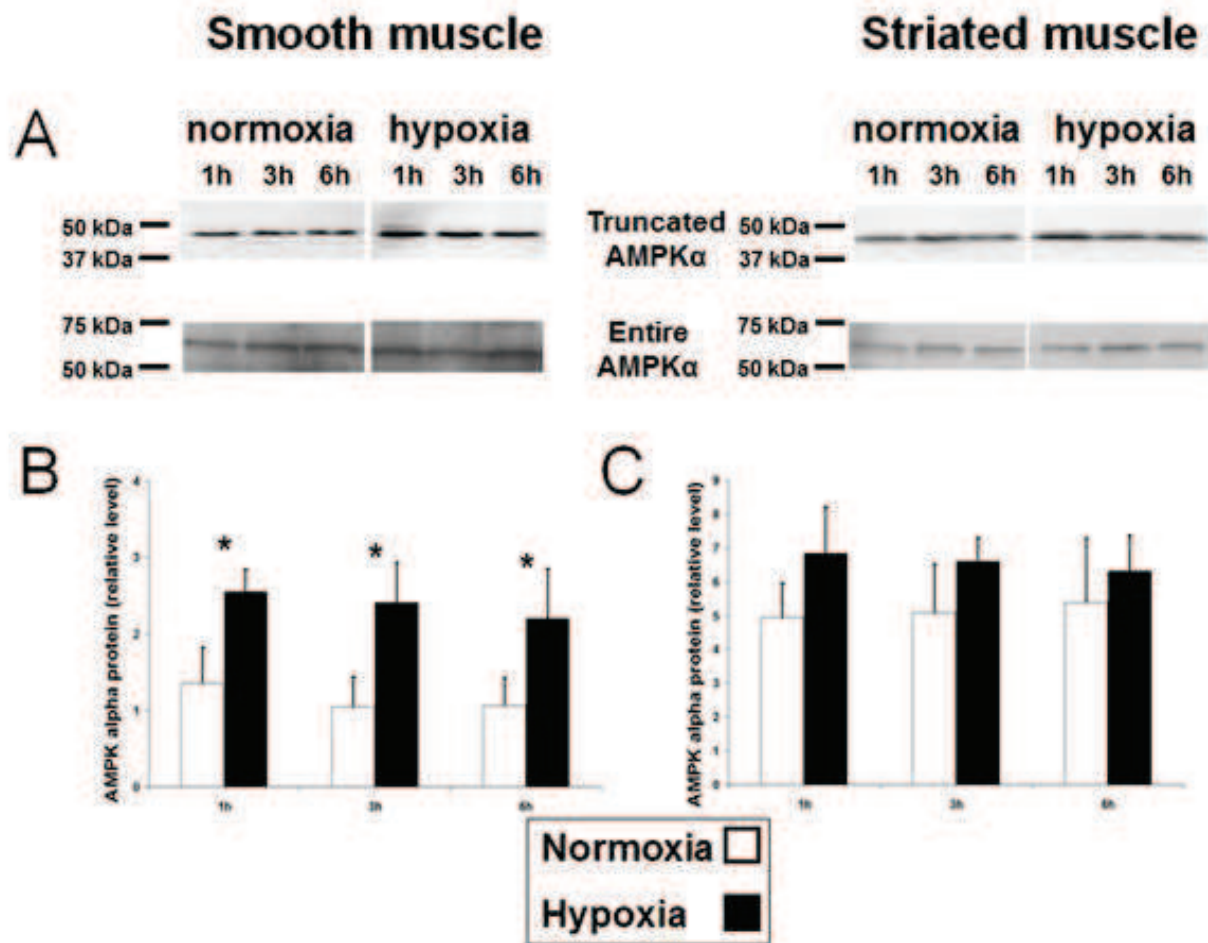 Smooth muscle
Striated muscle
A
normoxia hypoxia
1h 3h 6h 1h 3h 6h
50 kDa
37 kDa
75 kDa
50 kDa
normoxia hypoxia
1h 3h 6h 1h 3h 6h
Truncated
AMPKα
50 kDa
37 kDa
Entire
AMPKα
75 kDa
50 kDa
B
AMPK alpha protein (relative level)
4
3
2
1
0
1h 3h 6h
C
AMPK alpha protein (relative level)
9
8
7
6
5
4
3
2
1
0
1h 3h 6h
* * *
Normoxia
Hypoxia